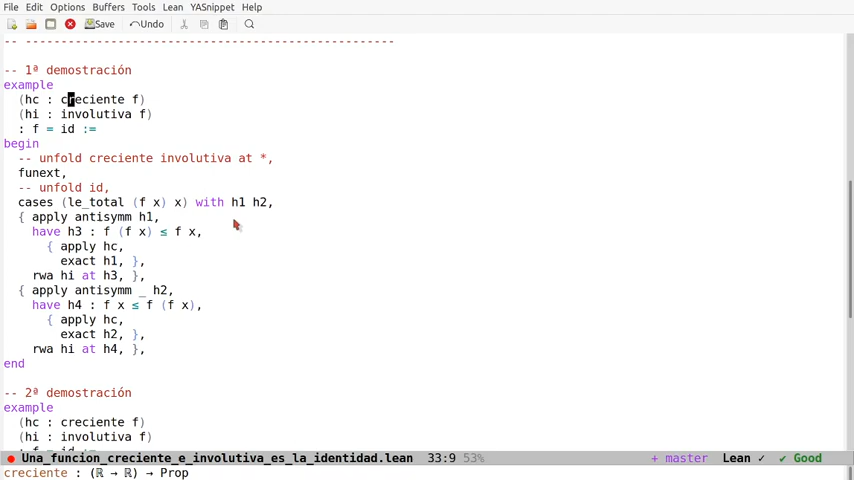 File Edit Options Buffers Tools Lean YASnippet Help
Save Undo
-- ----------------------------------------------------
-- 1ª demostración
example
  (hc : creciente f)
  (hi : involutiva f)
  : f = id :=
begin
  -- unfold creciente involutiva at *,
  funext,
  -- unfold id,
  cases (le_total (f x) x) with h1 h2,
  { apply antisymm h1,
    have h3 : f (f x) ≤ f x,
      { apply hc,
        exact h1, },
    rwa hi at h3, },
  { apply antisymm _ h2,
    have h4 : f x ≤ f (f x),
      { apply hc,
        exact h2, },
    rwa hi at h4, },
end
-- 2ª demostración
example
  (hc : creciente f)
  (hi : involutiva f)
  : f = id :=
Una_funcion_creciente_e_involutiva_es_la_identidad.lean 33:9 53% + master Lean ✓ ✔ Good
creciente : (ℝ → ℝ) → Prop